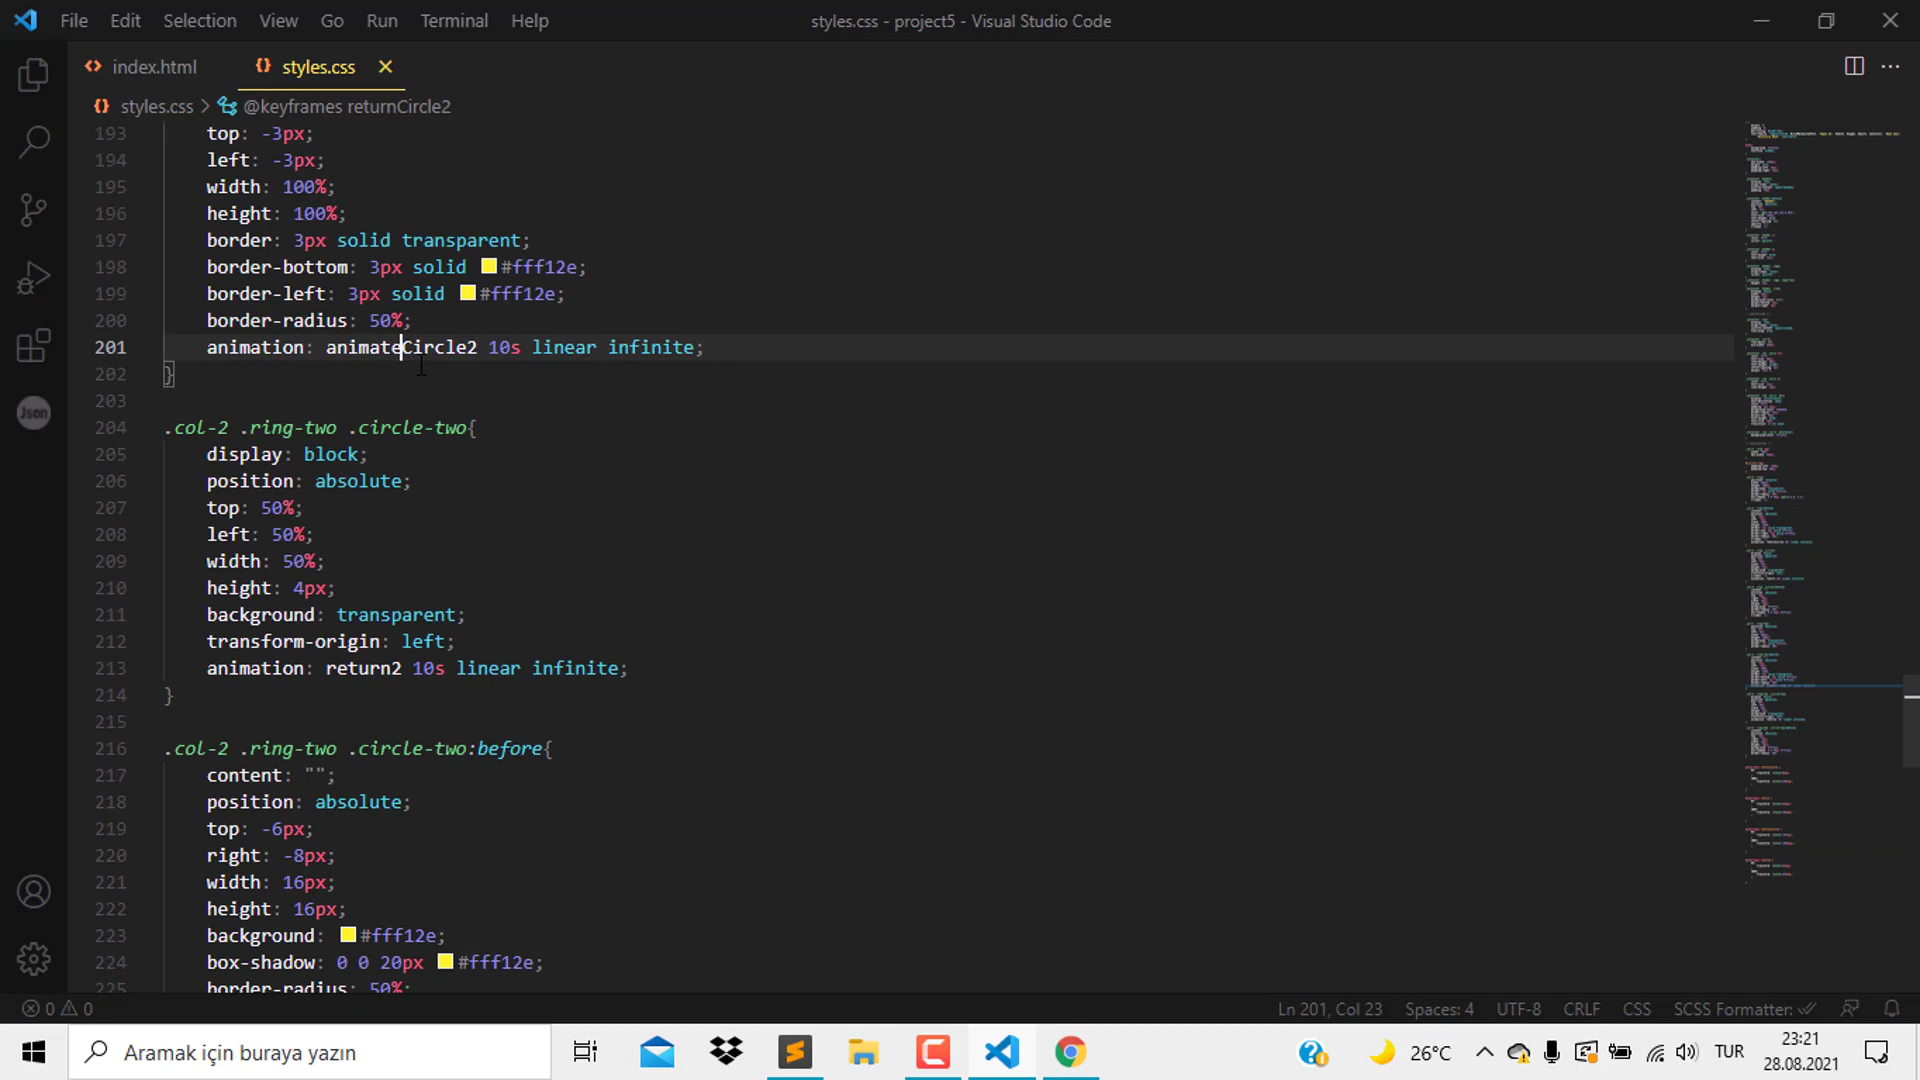 File Edit Selection View Go Run Terminal Help
styles.css - project5 - Visual Studio Code
index.html
{} styles.css
{} styles.css > @keyframes returnCircle2
193 top: -3px;
194 left: -3px;
195 width: 100%;
196 height: 100%;
197 border: 3px solid transparent;
198 border-bottom: 3px solid #fff12e;
199 border-left: 3px solid #fff12e;
200 border-radius: 50%;
201 animation: animateCircle2 10s linear infinite;
202 }
203
204 .col-2 .ring-two .circle-two{
205 display: block;
206 position: absolute;
207 top: 50%;
208 left: 50%;
209 width: 50%;
210 height: 4px;
211 background: transparent;
212 transform-origin: left;
213 animation: return2 10s linear infinite;
214 }
215
216 .col-2 .ring-two .circle-two:before{
217 content: "";
218 position: absolute;
219 top: -6px;
220 right: -8px;
221 width: 16px;
222 height: 16px;
223 background: #fff12e;
224 box-shadow: 0 0 20px #fff12e;
225 border-radius: 50%;
Json
0 0
Ln 201, Col 23 Spaces: 4 UTF-8 CRLF CSS SCSS Formatter:
Aramak için buraya yazın
26°C
TUR
23:21
28.08.2021